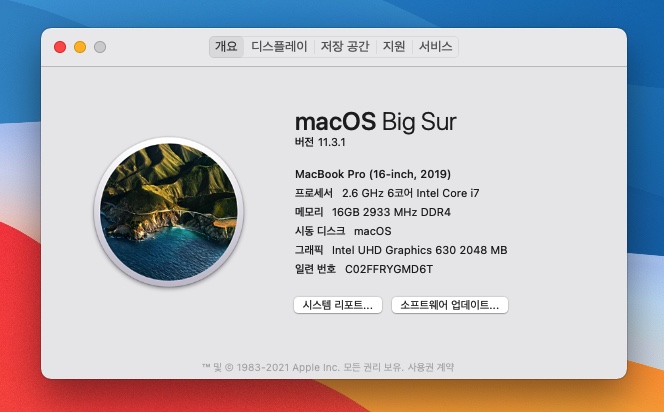 개요 디스플레이 저장 공간 지원 서비스
macOS Big Sur
버전 11.3.1
MacBook Pro (16-inch, 2019)
프로세서 2.6 GHz 6코어 Intel Core i7
메모리 16GB 2933 MHz DDR4
시동 디스크 macOS
그래픽 Intel UHD Graphics 630 2048 MB
일련 번호 C02FFRYGMD6T
시스템 리포트... 소프트웨어 업데이트...
™ 및 © 1983-2021 Apple Inc. 모든 권리 보유. 사용권 계약